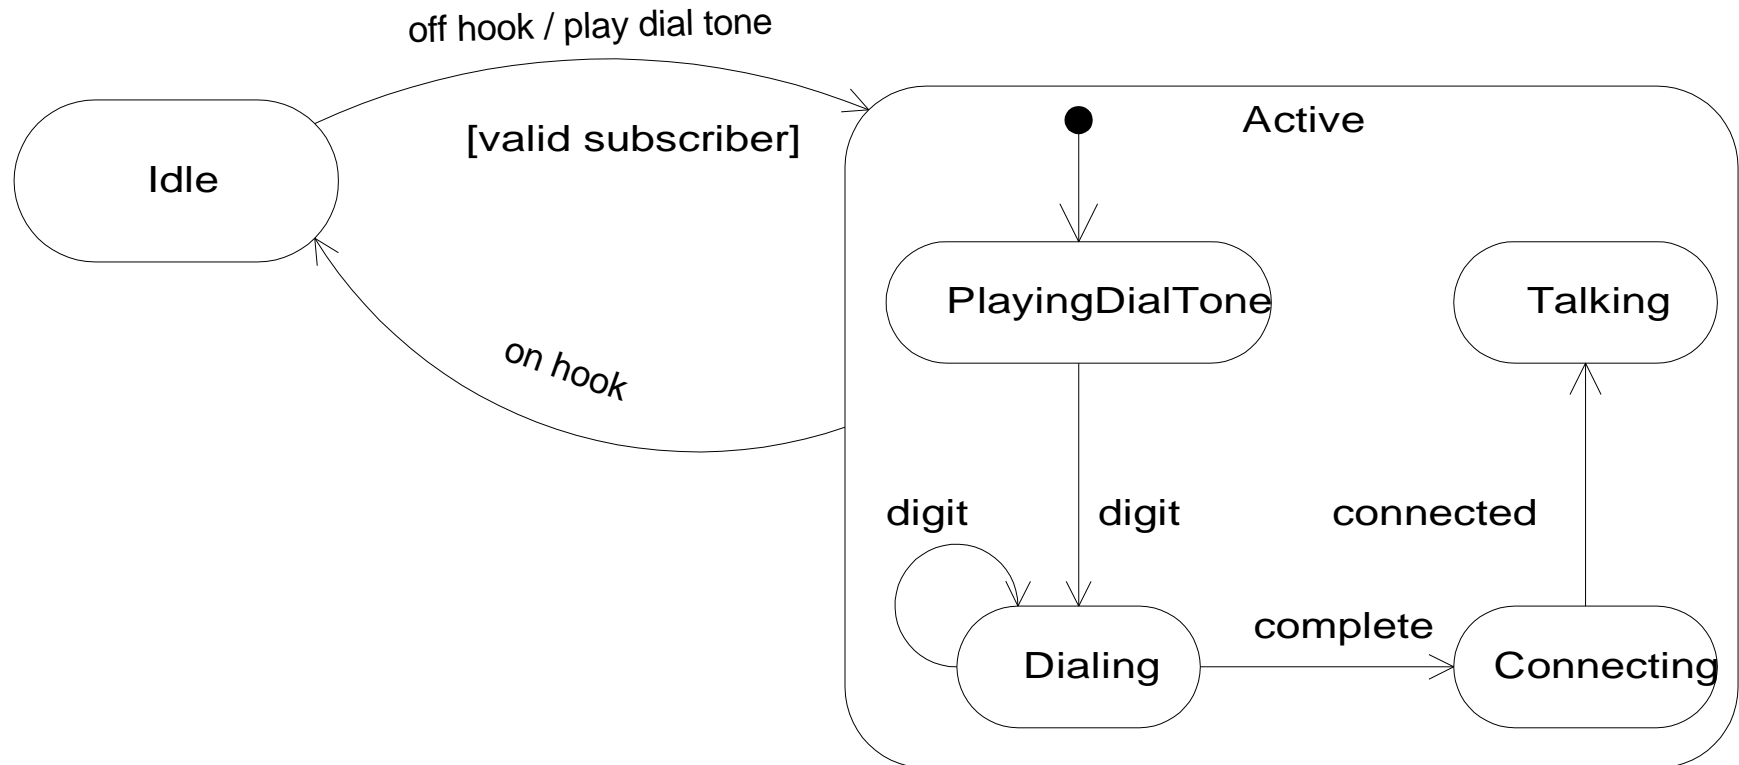 off hook / play dial tone
[valid subscriber]
Active
Idle
PlayingDialTone
Talking
on hook
digit
digit
connected
complete
Dialing
Connecting